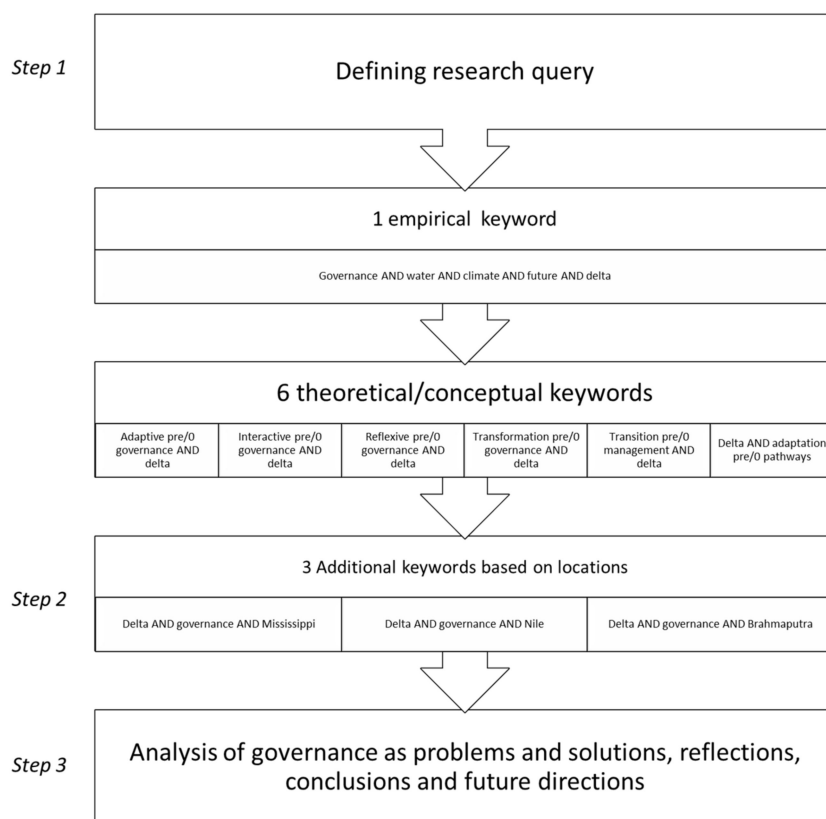 Step 1
Defining research query
1 empirical keyword
Governance AND water AND climate AND future AND delta
6 theoretical/conceptual keywords
Adaptive pre/0
governance AND
delta
Interactive pre/0
governance AND
delta
Reflexive pre/0
governance AND
delta
Transformation pre/0
governance AND
delta
Transition pre/0
management AND
delta
Delta AND adaptation
pre/0 pathways
Step 2
3 Additional keywords based on locations
Delta AND governance AND Mississippi
Delta AND governance AND Nile
Delta AND governance AND Brahmaputra
Step 3
Analysis of governance as problems and solutions, reflections,
conclusions and future directions